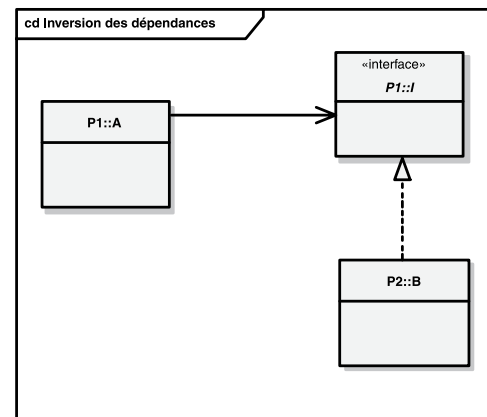 cd Inversion des dépendances
«interface»
P1::I
P1::A
P2::B